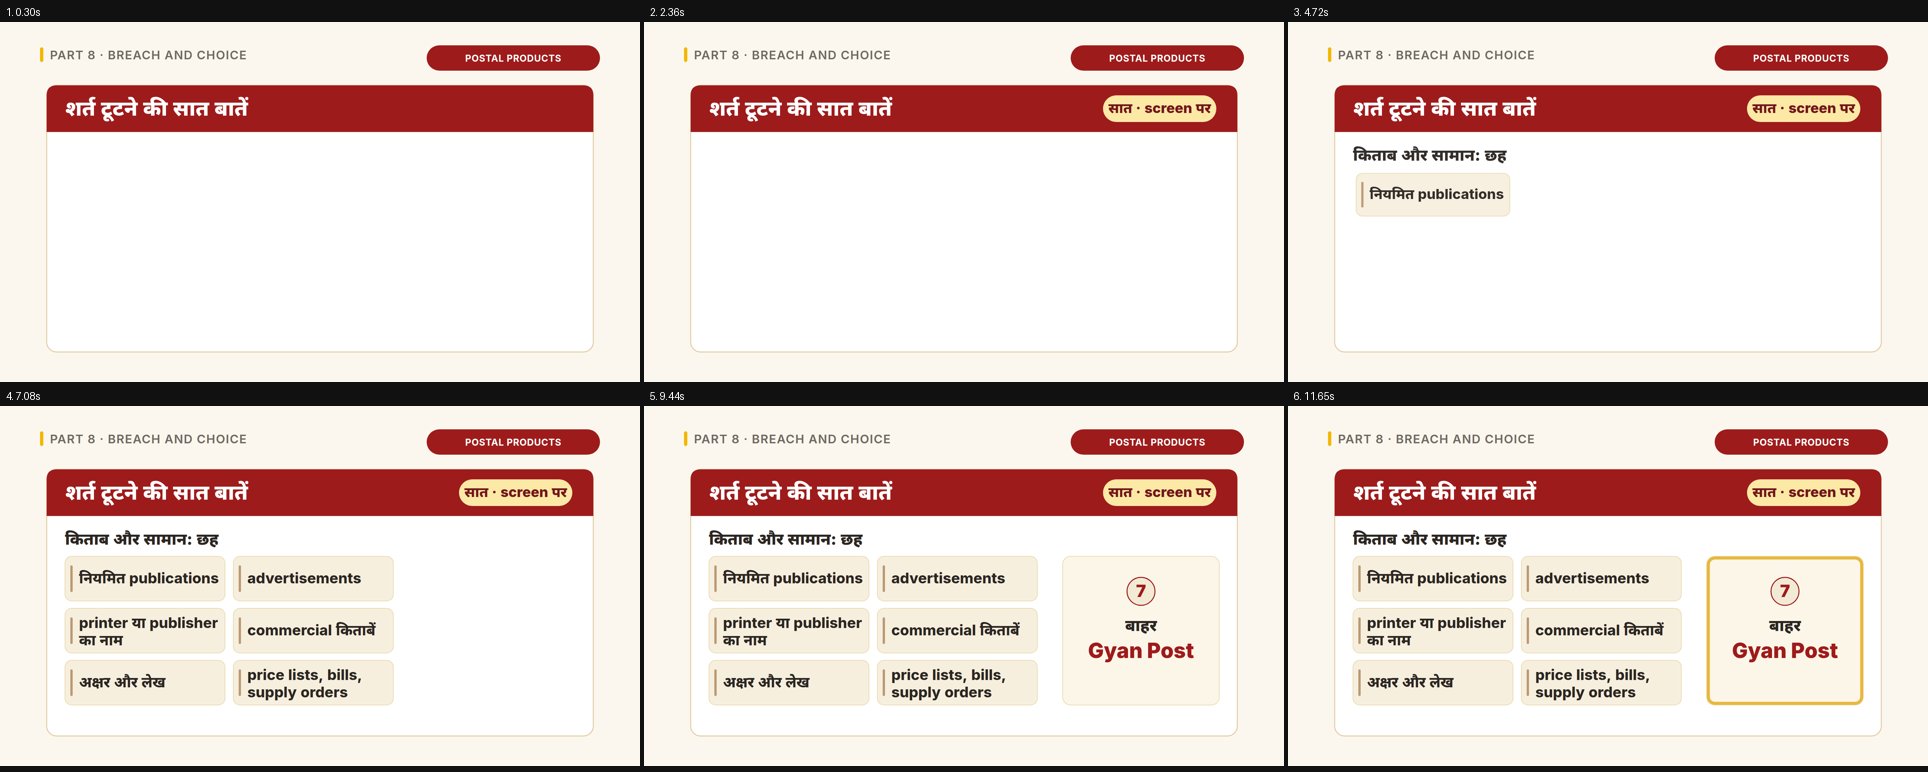 1. 0.30s
PART 8 · BREACH AND CHOICE
POSTAL PRODUCTS
शर्त टूटने की सात बातें
2. 2.36s
PART 8 · BREACH AND CHOICE
POSTAL PRODUCTS
शर्त टूटने की सात बातें
सात · screen पर
3. 4.72s
PART 8 · BREACH AND CHOICE
POSTAL PRODUCTS
शर्त टूटने की सात बातें
सात · screen पर
किताब और सामान: छह
नियमित publications
4. 7.08s
PART 8 · BREACH AND CHOICE
POSTAL PRODUCTS
शर्त टूटने की सात बातें
सात · screen पर
किताब और सामान: छह
नियमित publications
advertisements
printer या publisher
का नाम
commercial किताबें
अक्षर और लेख
price lists, bills,
supply orders
5. 9.44s
PART 8 · BREACH AND CHOICE
POSTAL PRODUCTS
शर्त टूटने की सात बातें
सात · screen पर
किताब और सामान: छह
नियमित publications
advertisements
printer या publisher
का नाम
commercial किताबें
अक्षर और लेख
price lists, bills,
supply orders
7
बाहर
Gyan Post
6. 11.65s
PART 8 · BREACH AND CHOICE
POSTAL PRODUCTS
शर्त टूटने की सात बातें
सात · screen पर
किताब और सामान: छह
नियमित publications
advertisements
printer या publisher
का नाम
commercial किताबें
अक्षर और लेख
price lists, bills,
supply orders
7
बाहर
Gyan Post